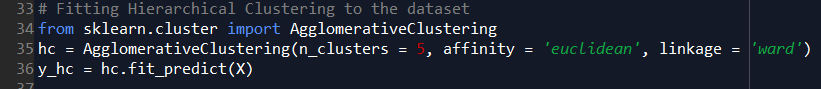 33 # Fitting Hierarchical Clustering to the dataset
34 from sklearn.cluster import AgglomerativeClustering
35 hc = AgglomerativeClustering(n_clusters = 5, affinity = 'euclidean', linkage = 'ward')
36 y_hc = hc.fit_predict(X)
37